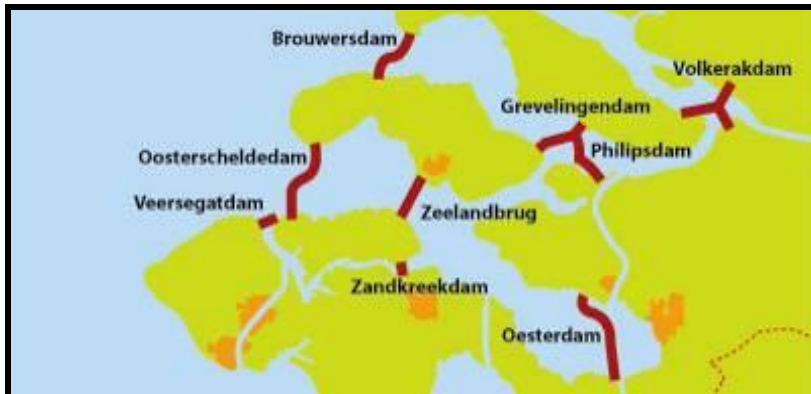 Brouwersdam
Volkerakdam
Grevelingendam
Oosterscheldedam
Philipsdam
Veersegatdam
Zeelandbrug
Zandkreekdam
Oesterdam